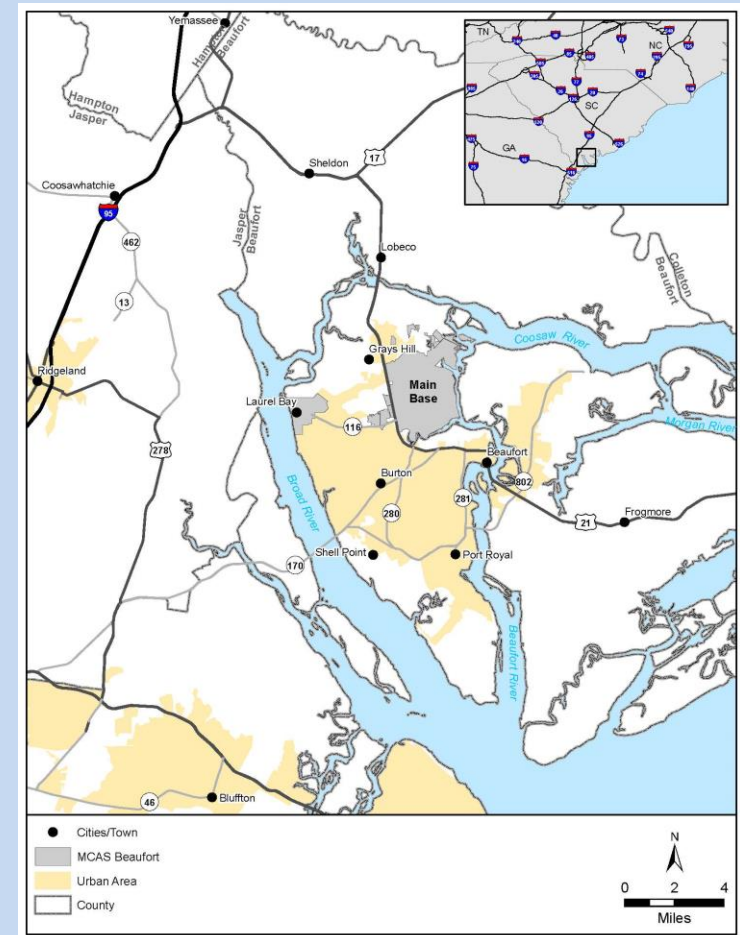 Yemassee
Hampton
Beaufort
Hampton
Jasper
TN
NC
SC
GA
Sheldon
17
Coosawhatchie
95
462
13
Jasper
Beaufort
Lobeco
Colleton
Beaufort
Coosaw River
Grays Hill
Ridgeland
Main
Base
Laurel Bay
116
Morgan River
278
Beaufort
Broad River
Burton
802
280
281
21
Frogmore
Shell Point
Port Royal
170
Beaufort River
46
Bluffton
Cities/Town
MCAS Beaufort
Urban Area
County
N
0 2 4
Miles